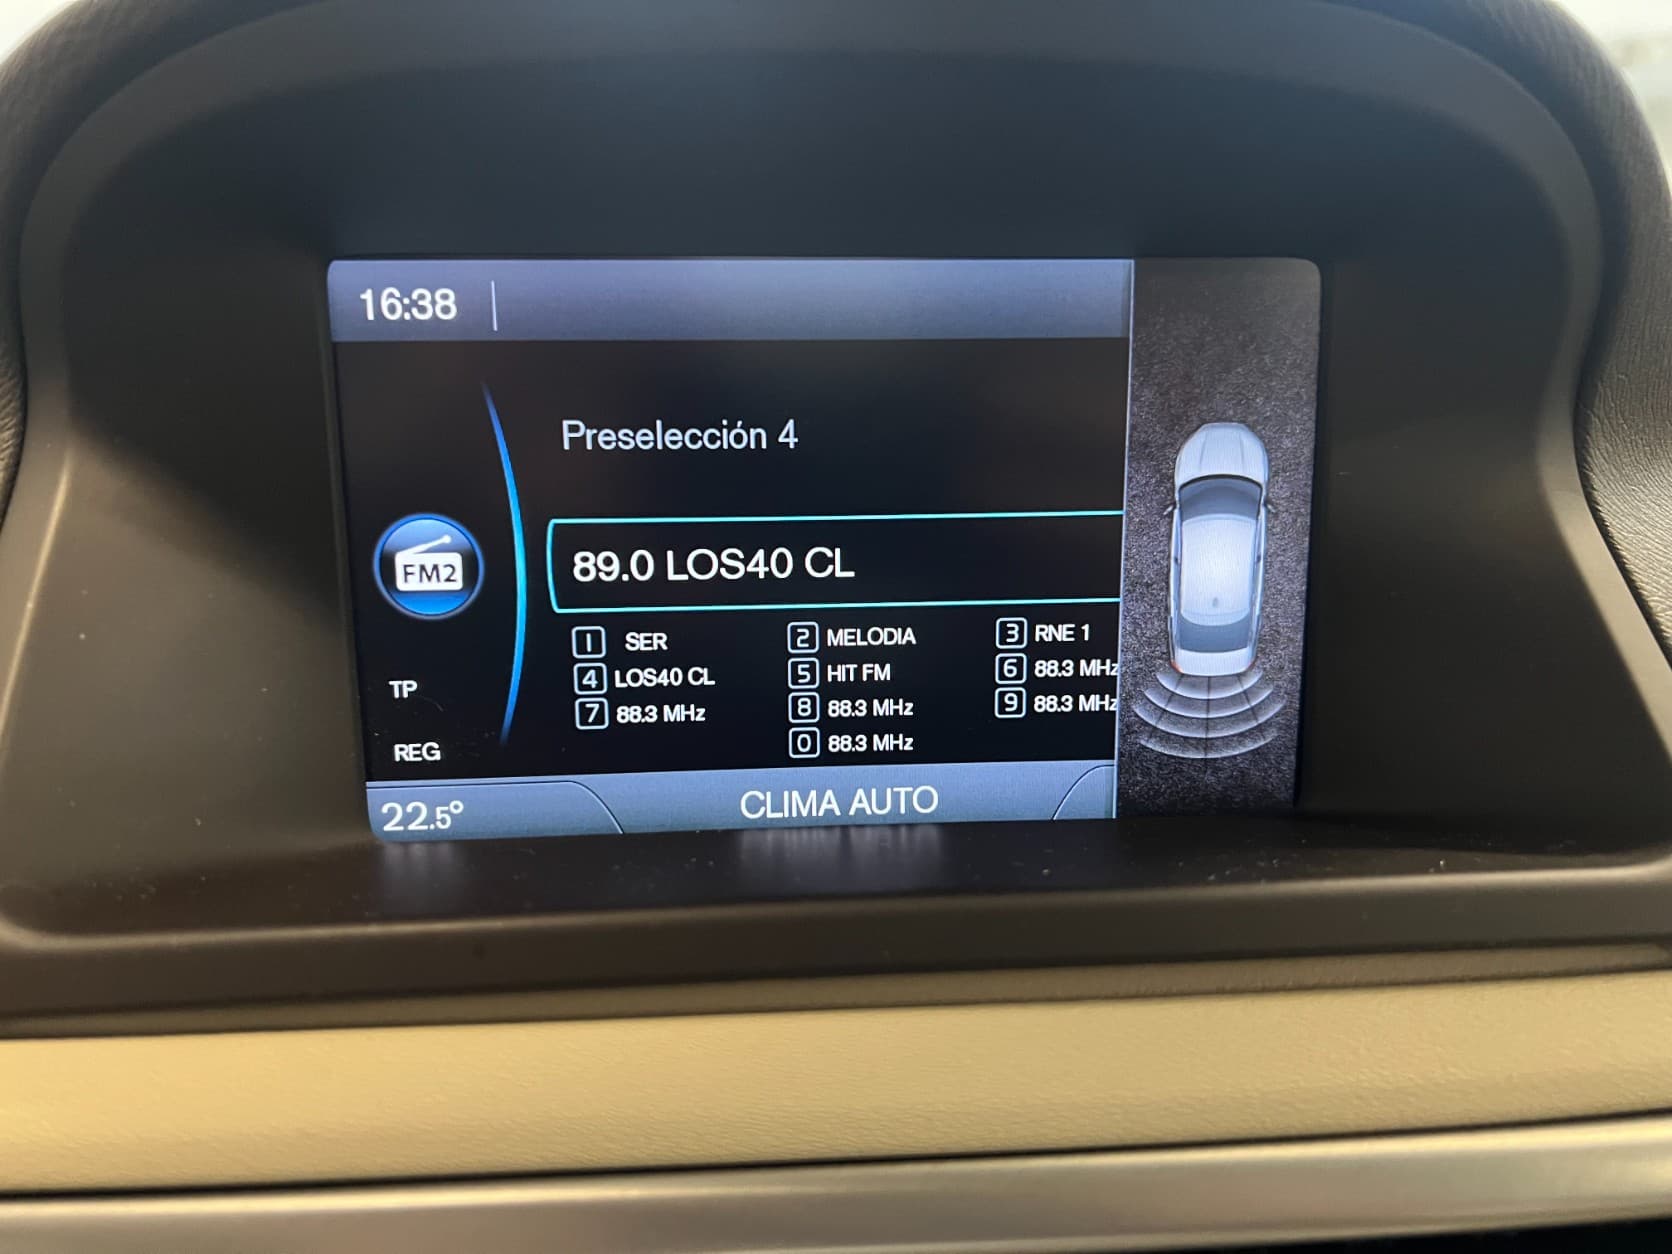 16:38
Preselección 4
FM2
89.0 LOS40 CL
1 SER 2 MELODIA 3 RNE 1
4 LOS40 CL 5 HIT FM 6 88.3 MHz
7 88.3 MHz 8 88.3 MHz 9 88.3 MHz
0 88.3 MHz
TP
REG
22.5° CLIMA AUTO